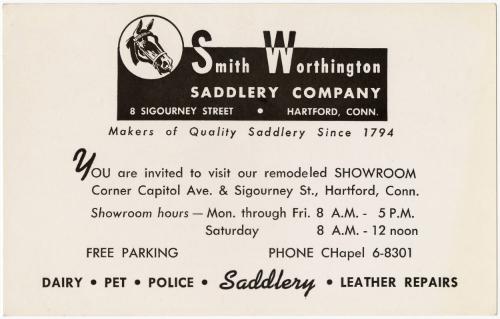 Smith Worthington
SADDLERY COMPANY
8 SIGOURNEY STREET • HARTFORD, CONN.
Makers of Quality Saddlery Since 1794
YOU are invited to visit our remodeled SHOWROOM
Corner Capitol Ave. & Sigourney St., Hartford, Conn.
Showroom hours — Mon. through Fri. 8 A.M. - 5 P.M.
Saturday 8 A.M. - 12 noon
FREE PARKING PHONE CHapel 6-8301
DAIRY • PET • POLICE • Saddlery • LEATHER REPAIRS